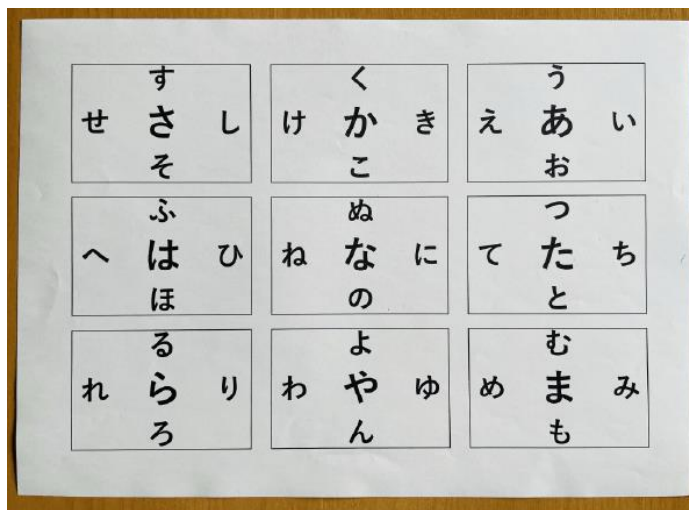 す く う
せ さ し け か き え あ い
そ こ お
ふ ぬ つ
へ は ひ ね な に て た ち
ほ の と
る よ む
れ ら り わ や ゆ め ま み
ろ ん も